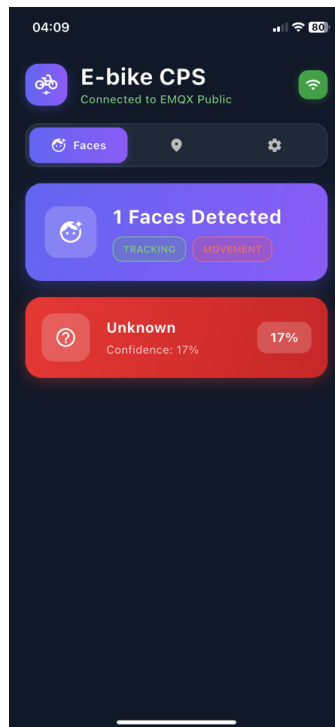 04:09
80
E-bike CPS
Connected to EMQX Public
Faces
1 Faces Detected
TRACKING MOVEMENT
Unknown
Confidence: 17%
17%